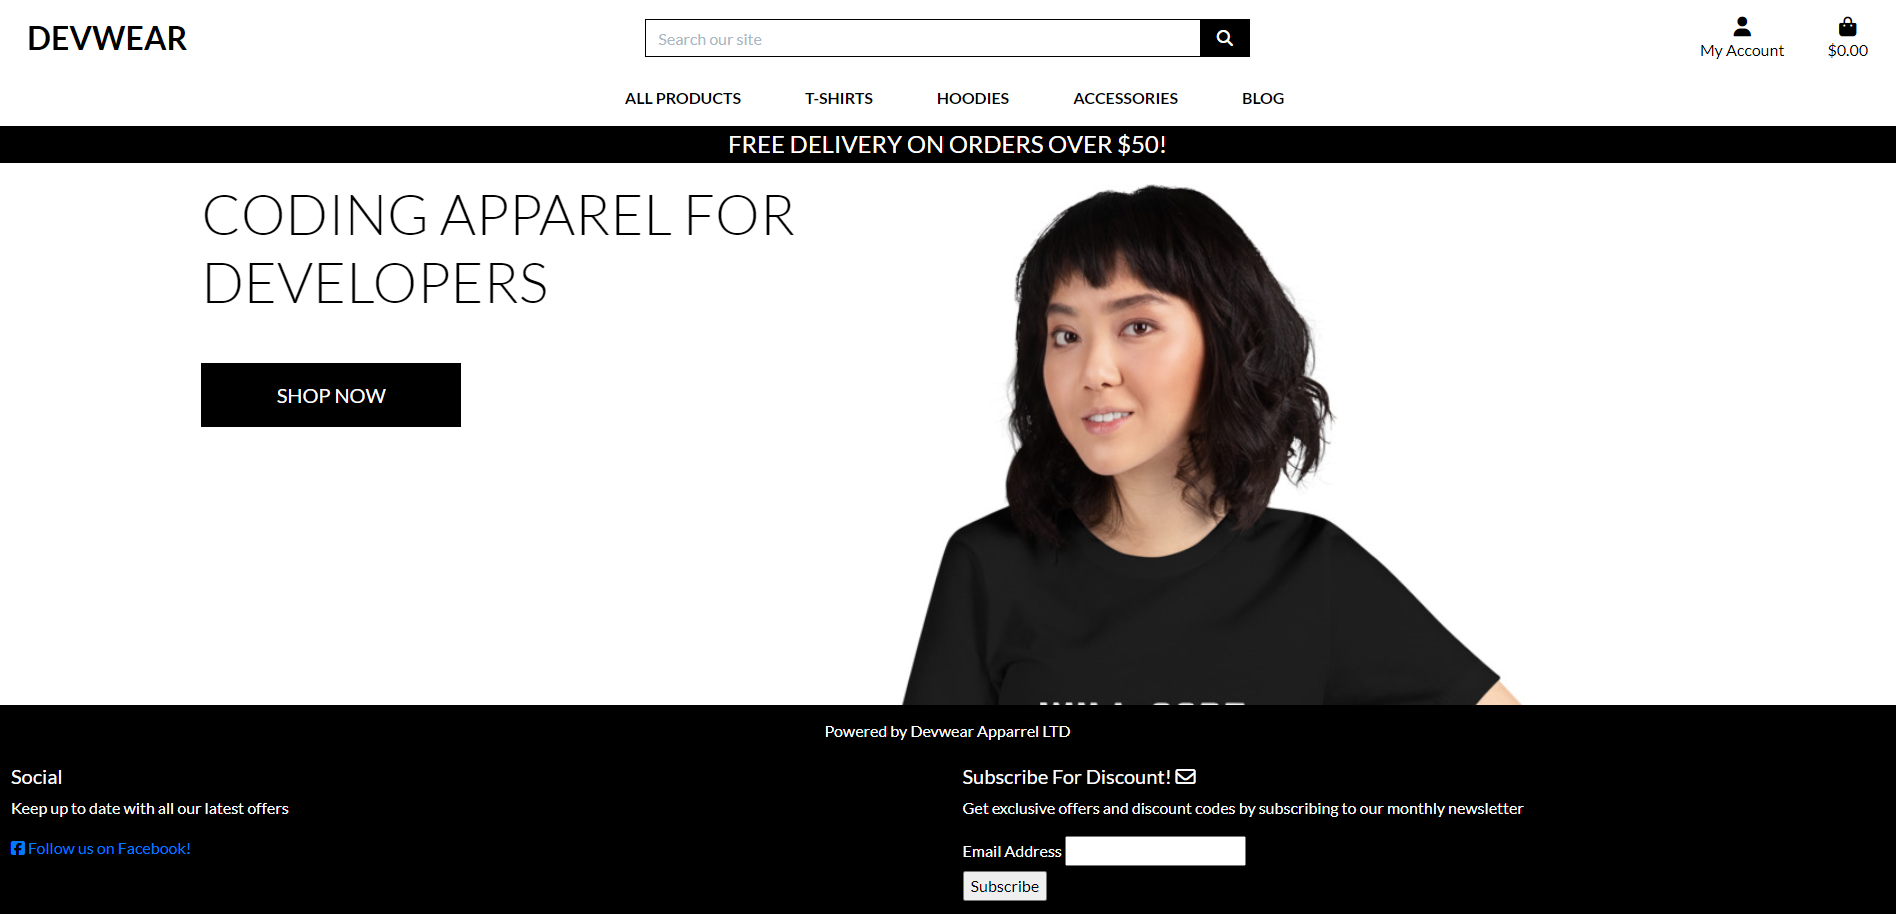 DEVWEAR
Search our site
My Account
$0.00
ALL PRODUCTS
T-SHIRTS
HOODIES
ACCESSORIES
BLOG
FREE DELIVERY ON ORDERS OVER $50!
CODING APPAREL FOR
DEVELOPERS
SHOP NOW
Powered by Devwear Apparrel LTD
Social
Keep up to date with all our latest offers
Follow us on Facebook!
Subscribe For Discount!
Get exclusive offers and discount codes by subscribing to our monthly newsletter
Email Address
Subscribe